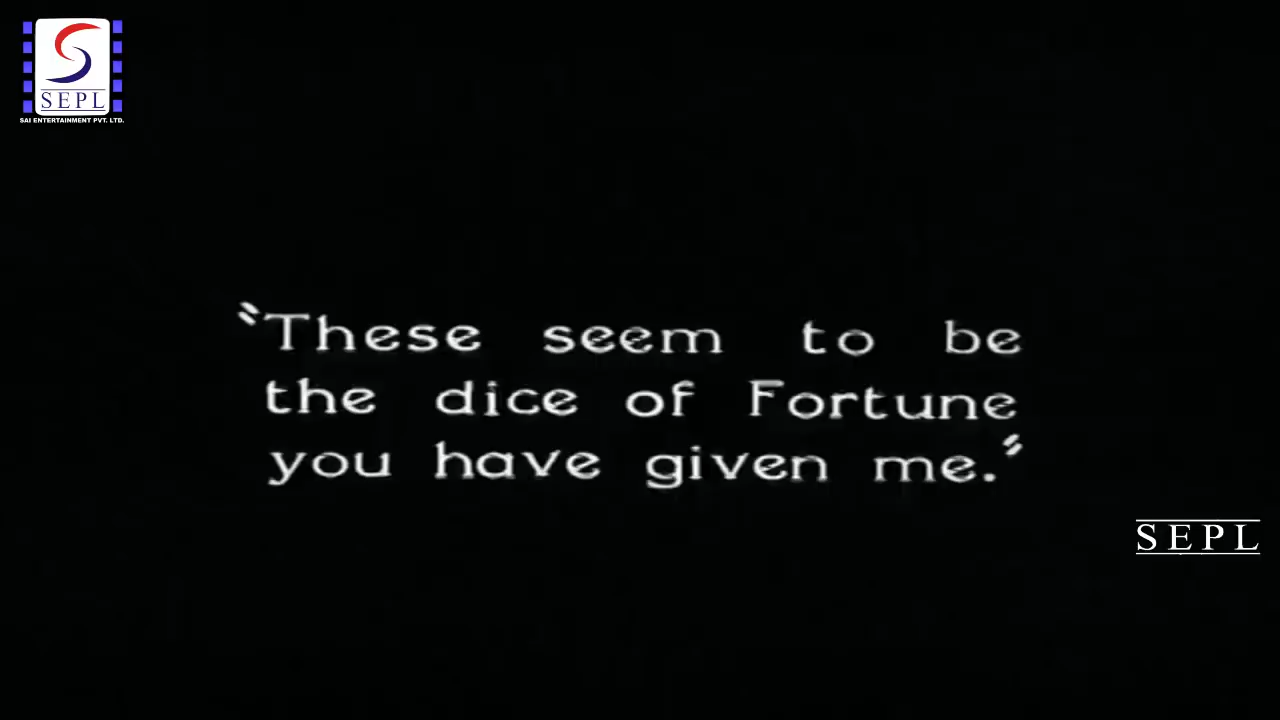 SEPL
SAI ENTERTAINMENT PVT. LTD.
"These seem to be
the dice of Fortune
you have given me."
SEPL